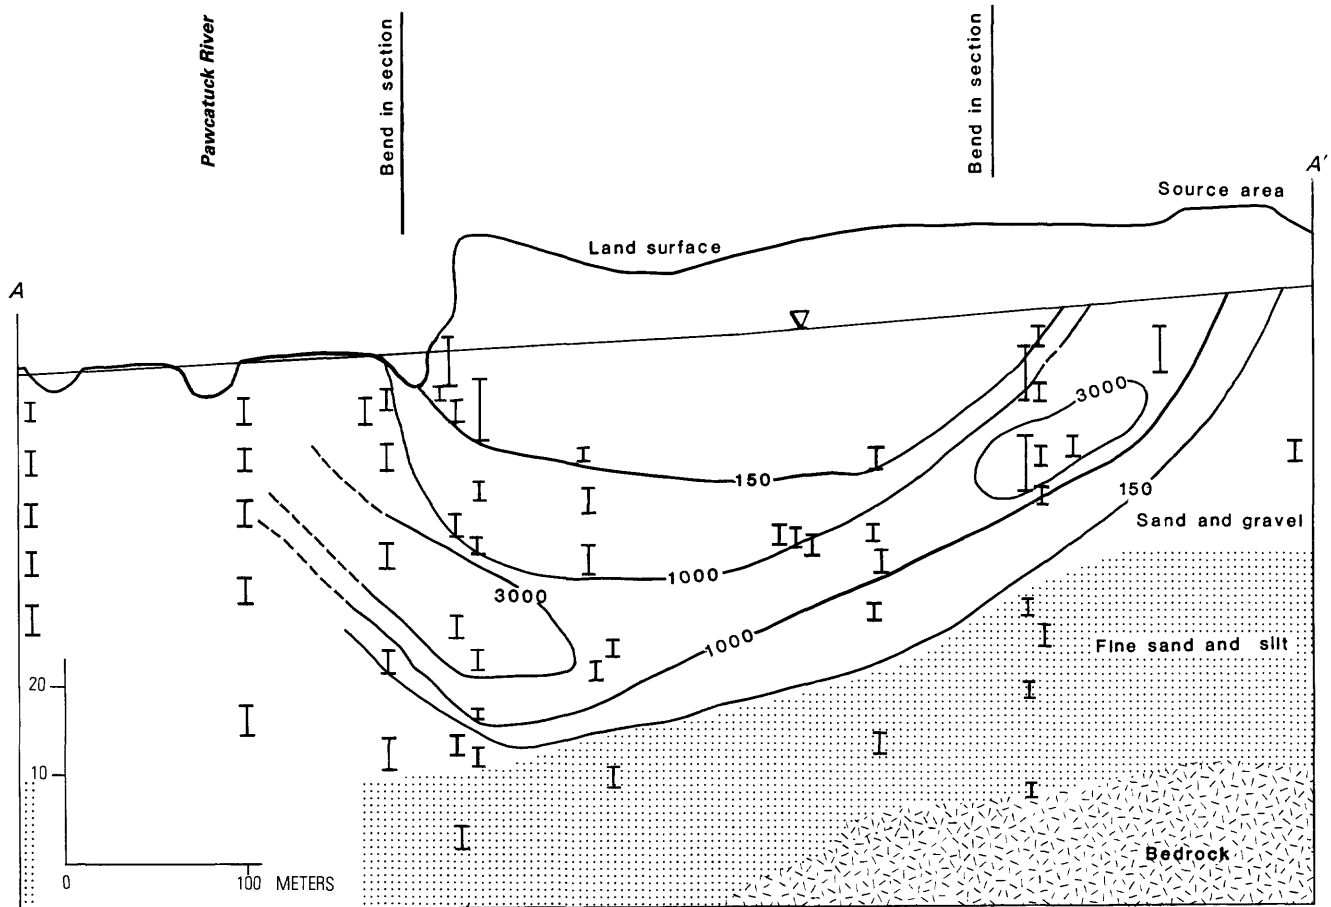 Pawcatuck River
Bend in section
Bend in section
A'
Source area
Land surface
A
3000
150
150
Sand and gravel
1000
3000
1000
Fine sand and silt
20
10
Bedrock
0 100 METERS